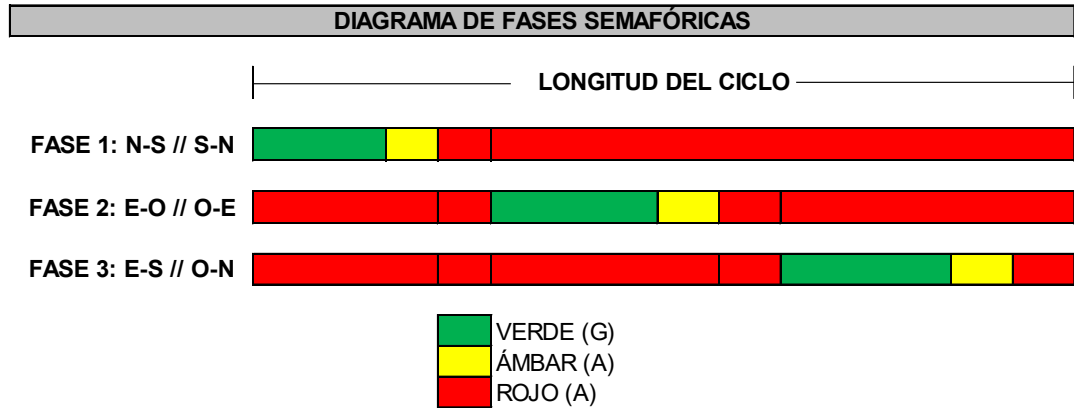 DIAGRAMA DE FASES SEMAFÓRICAS
LONGITUD DEL CICLO
FASE 1: N-S // S-N
FASE 2: E-O // O-E
FASE 3: E-S // O-N
VERDE (G)
ÁMBAR (A)
ROJO (A)